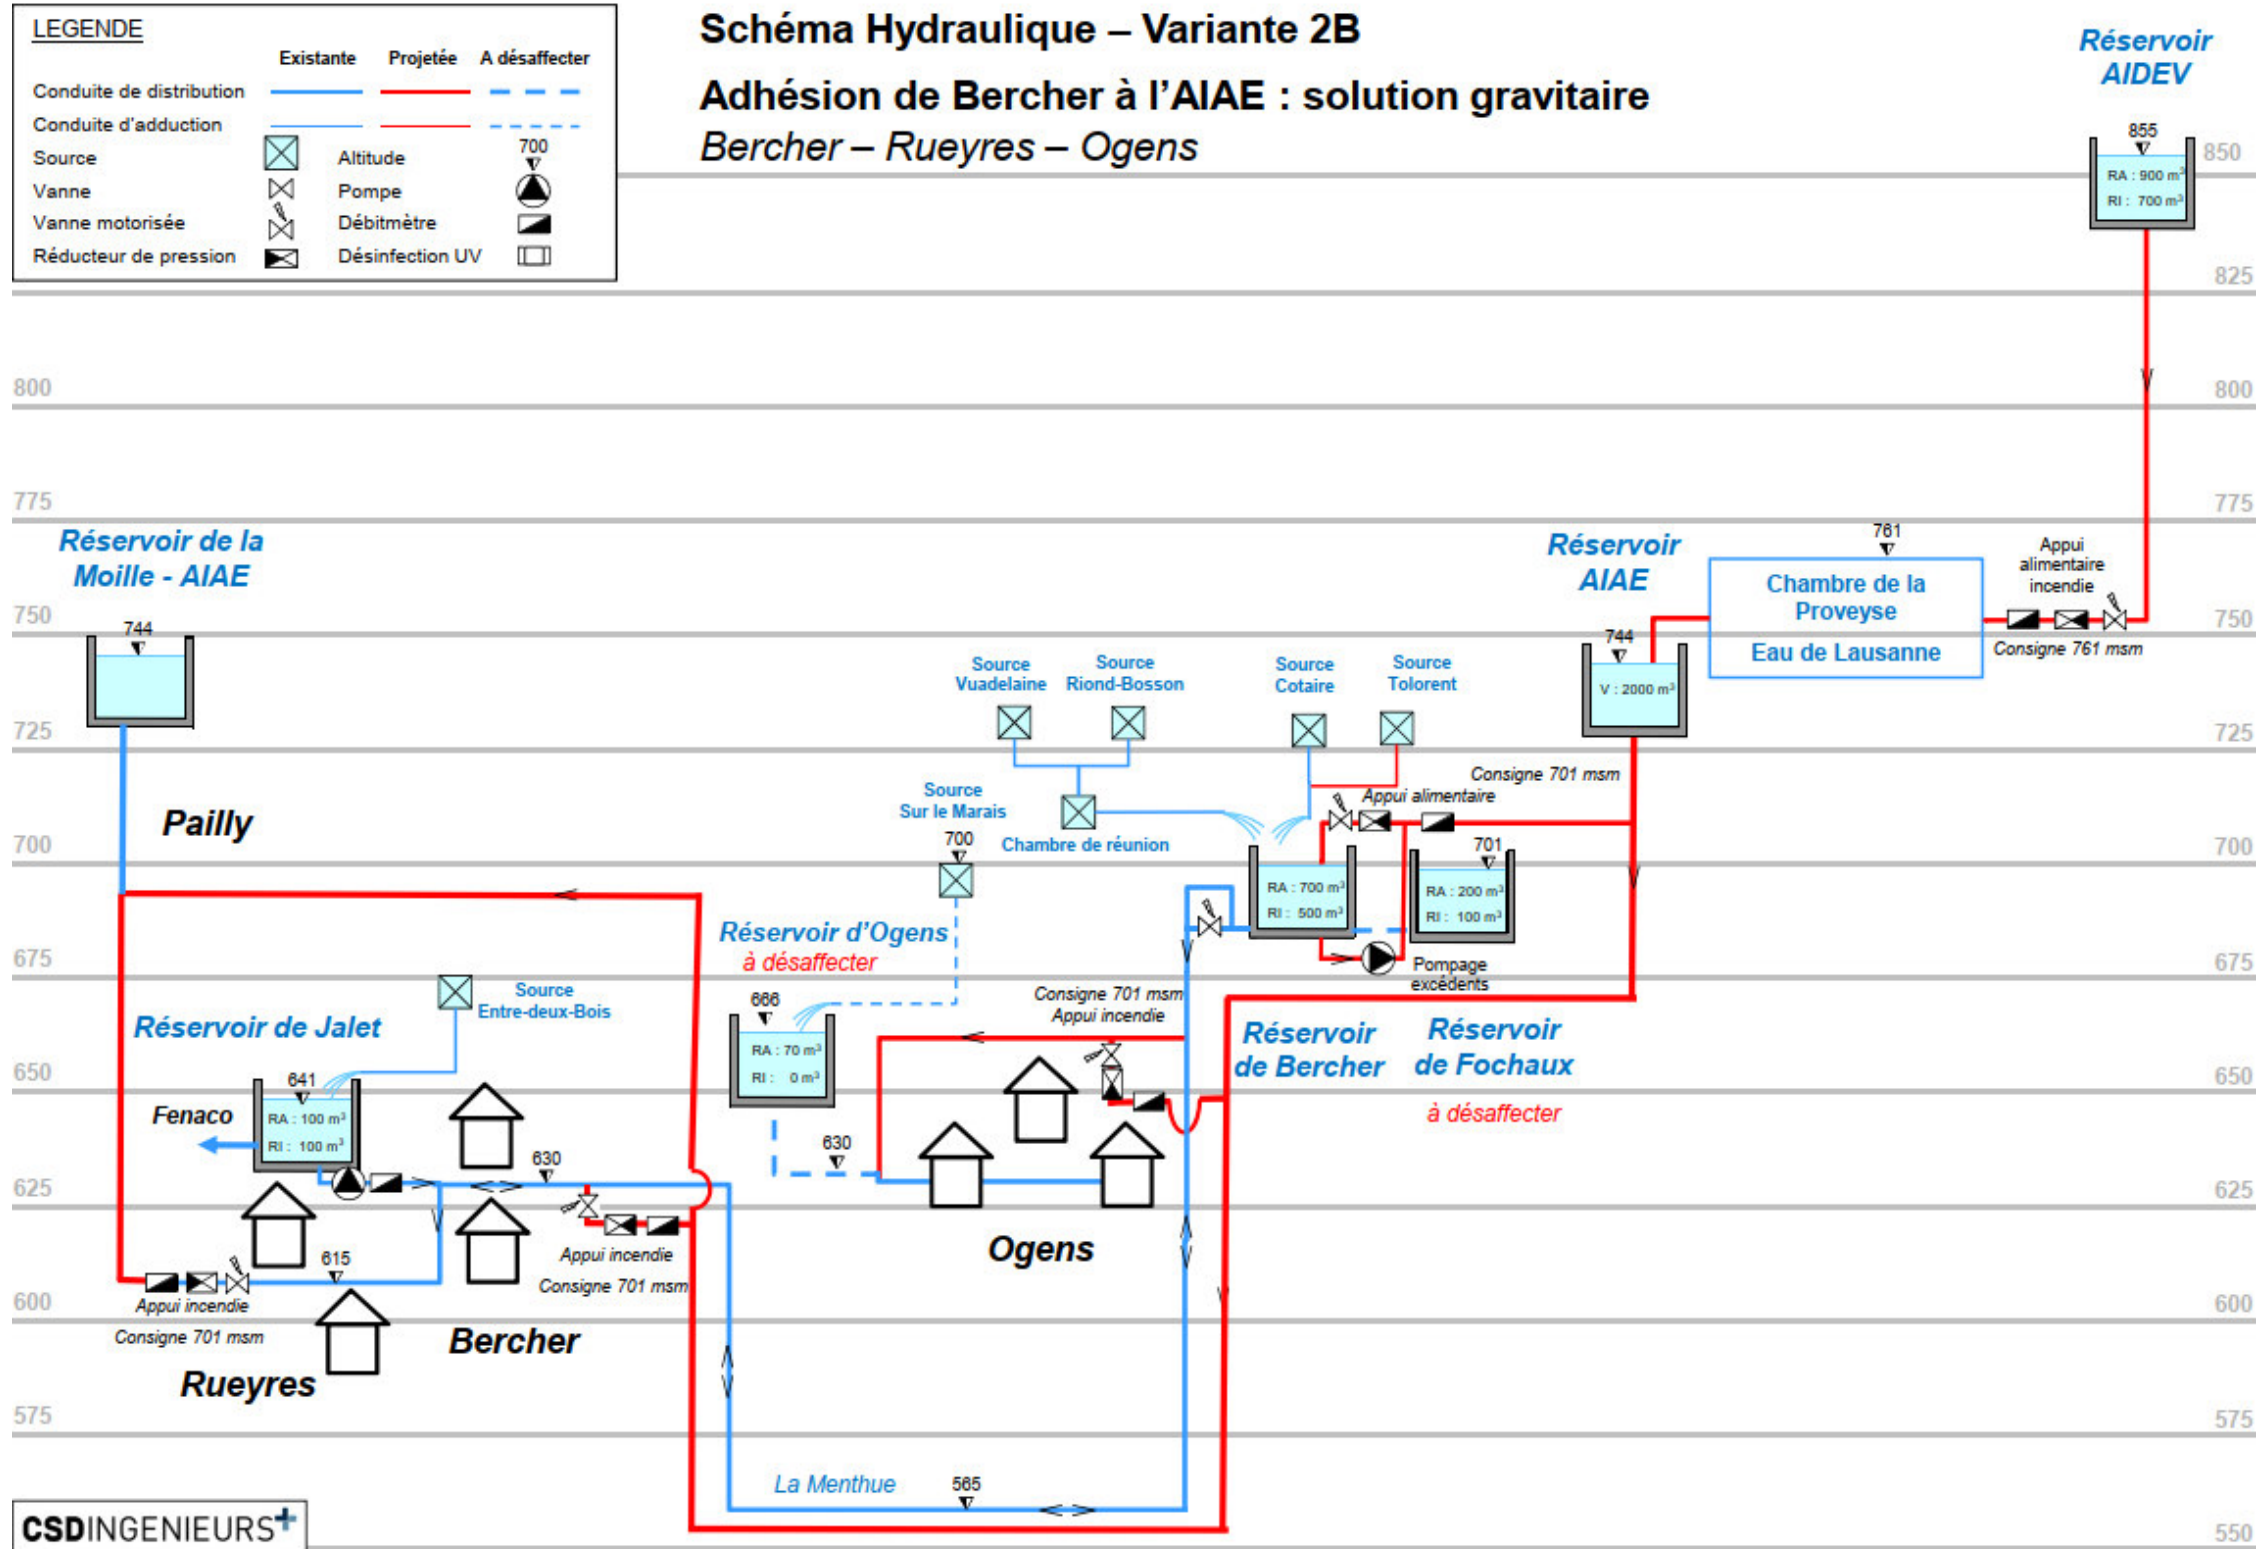 LEGENDE
Existante Projetée A désaffecter
Conduite de distribution
Conduite d'adduction
Source Altitude 700
Vanne Pompe
Vanne motorisée Débitmètre
Réducteur de pression Désinfection UV
Schéma Hydraulique – Variante 2B
Adhésion de Bercher à l'AIAE : solution gravitaire
Bercher – Rueyres – Ogens
Réservoir
AIDEV
855
850
RA : 900 m³
RI : 700 m³
825
800
800
775
775
Réservoir de la
Moille - AIAE
744
750
Réservoir
AIAE
744
V : 2000 m³
761
Chambre de la
Proveyse
Eau de Lausanne
Appui
alimentaire
incendie
Consigne 761 msm
750
725
725
Source
Vuadelaine
Source
Riond-Bosson
Source
Cotaire
Source
Tolorent
Consigne 701 msm
Appui alimentaire
Source
Sur le Marais
700
Chambre de réunion
Pailly
700
700
701
RA : 700 m³
RI : 500 m³
RA : 200 m³
RI : 100 m³
Réservoir d'Ogens
à désaffecter
675
675
Pompage
excédents
Source
Entre-deux-Bois
Réservoir de Jalet
666
RA : 70 m³
RI : 0 m³
Consigne 701 msm
Appui incendie
Réservoir
de Bercher
Réservoir
de Fochaux
à désaffecter
650
650
641
Fenaco
RA : 100 m³
RI : 100 m³
630
630
625
625
615
Appui incendie
Consigne 701 msm
Appui incendie
Consigne 701 msm
Ogens
600
600
Bercher
Rueyres
575
575
La Menthue
565
550
CSDINGENIEURS+